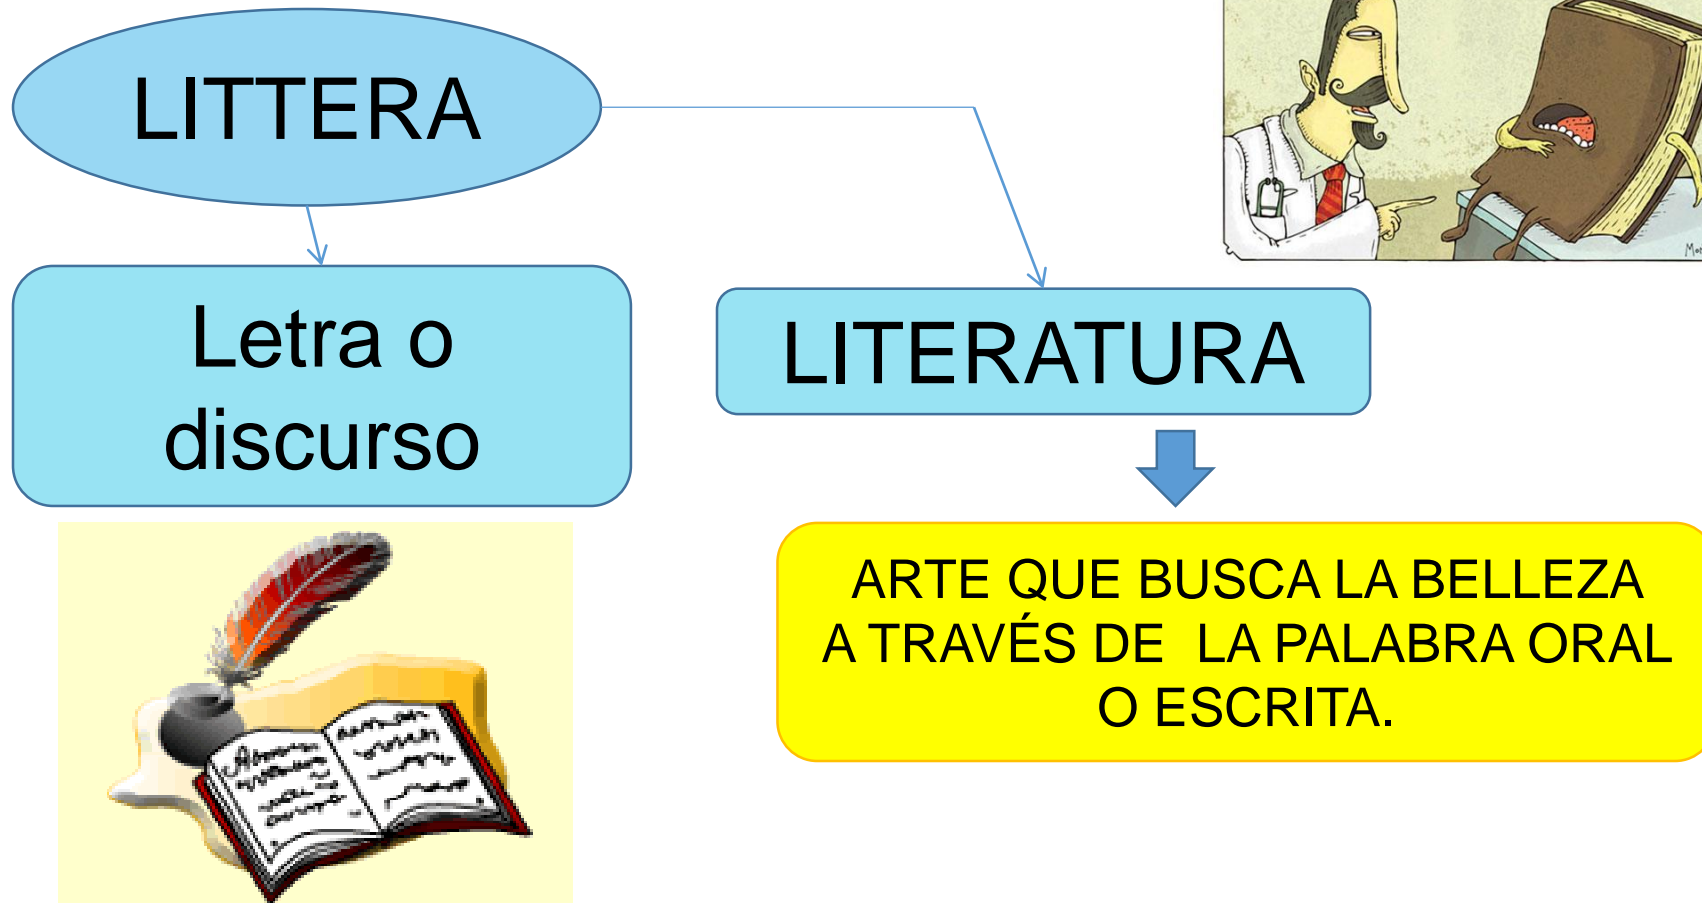 LITTERA
Letra o
discurso
LITERATURA
ARTE QUE BUSCA LA BELLEZA
A TRAVÉS DE LA PALABRA ORAL
O ESCRITA.